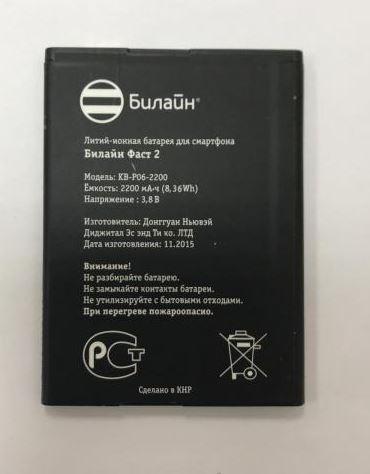 Билайн®
Литий-ионная батарея для смартфона
Билайн Фаст 2
Модель: KB-P06-2200
Ёмкость: 2200 мА·ч (8,36Wh)
Напряжение : 3,8 В
Изготовитель: Донггуан Ньювэй
Диджитал Эс энд Ти ко. ЛТД
Дата изготовления: 11.2015
Внимание!
Не разбирайте батарею.
Не замыкайте контакты батареи.
Не утилизируйте с бытовыми отходами.
При перегреве пожароопасно.
РСТ
Сделано в КНР